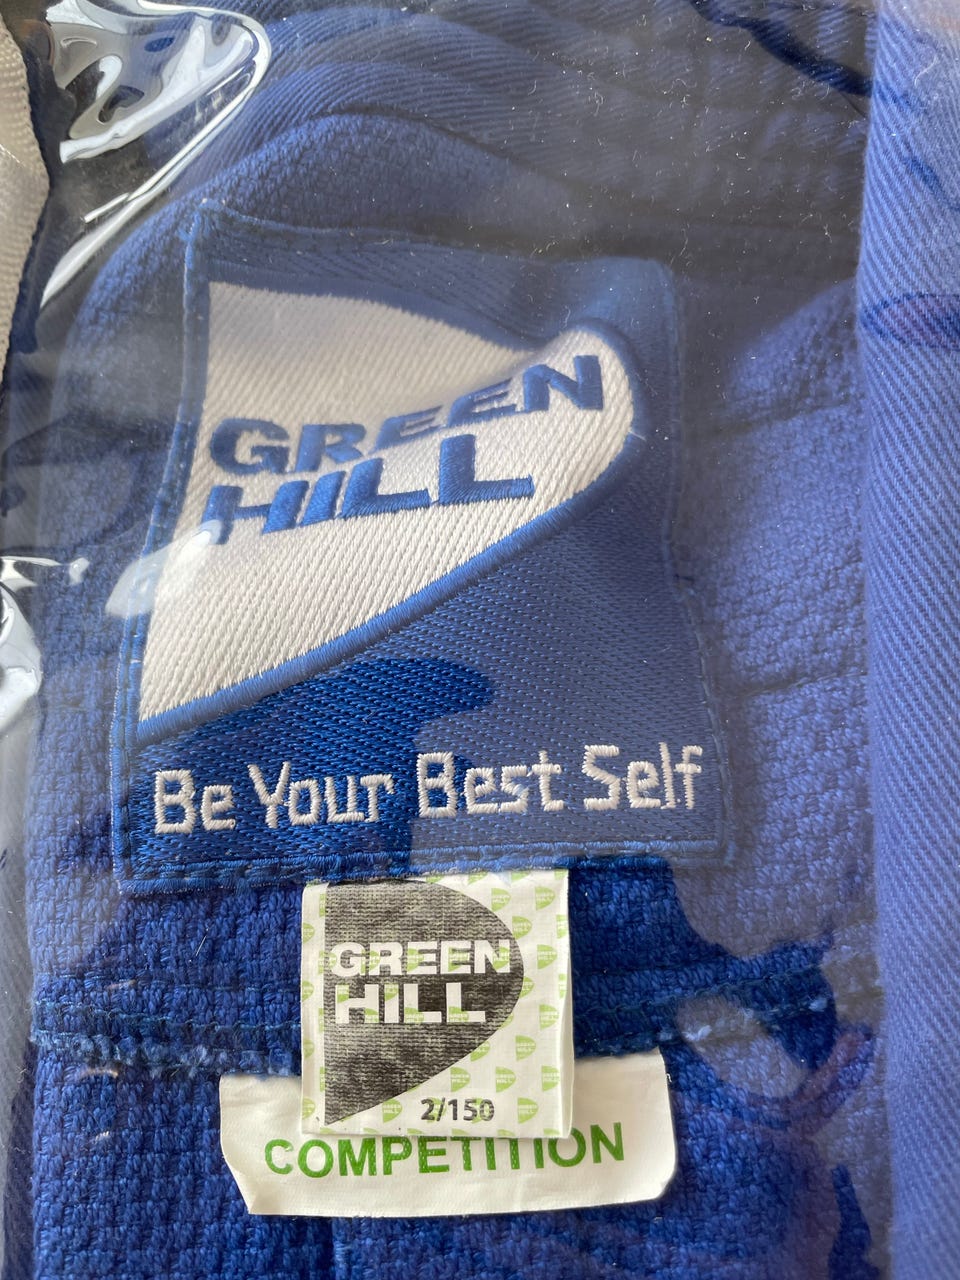 GREEN
HILL
Be Your Best Self
GREEN
HILL
2/150
COMPETITION